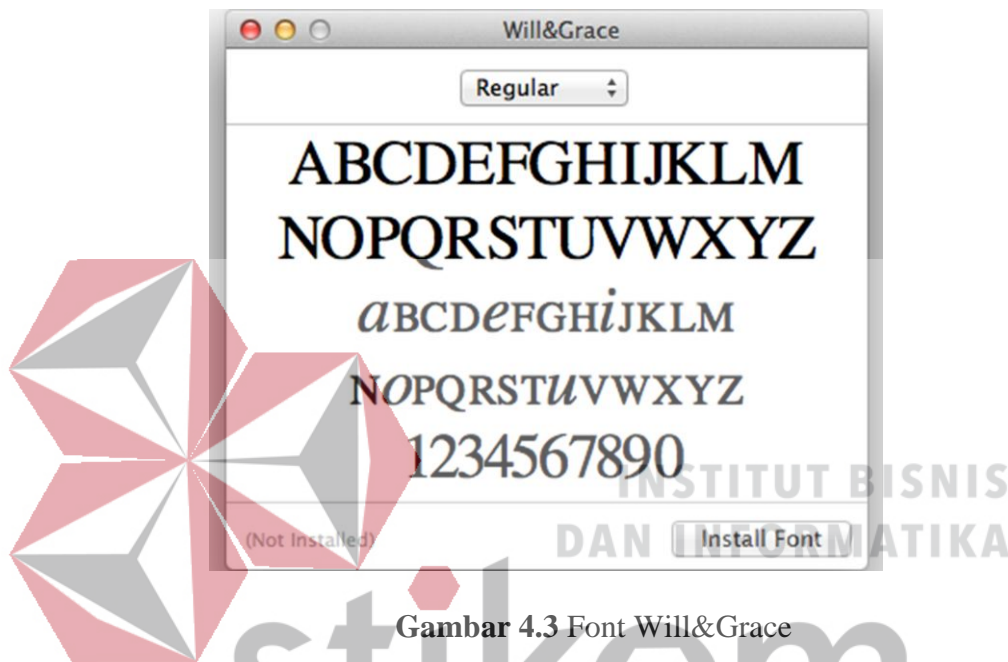 Will&Grace
Regular
ABCDEFGHIJKLM
NOPQRSTUVWXYZ
aBCDeFGHiJKLM
NoPQRSTuVWXYZ
1234567890
INSTITUT BISNIS
(Not Installed)
DAN INFORMATIKA
Install Font
Gambar 4.3 Font Will&Grace
stikom